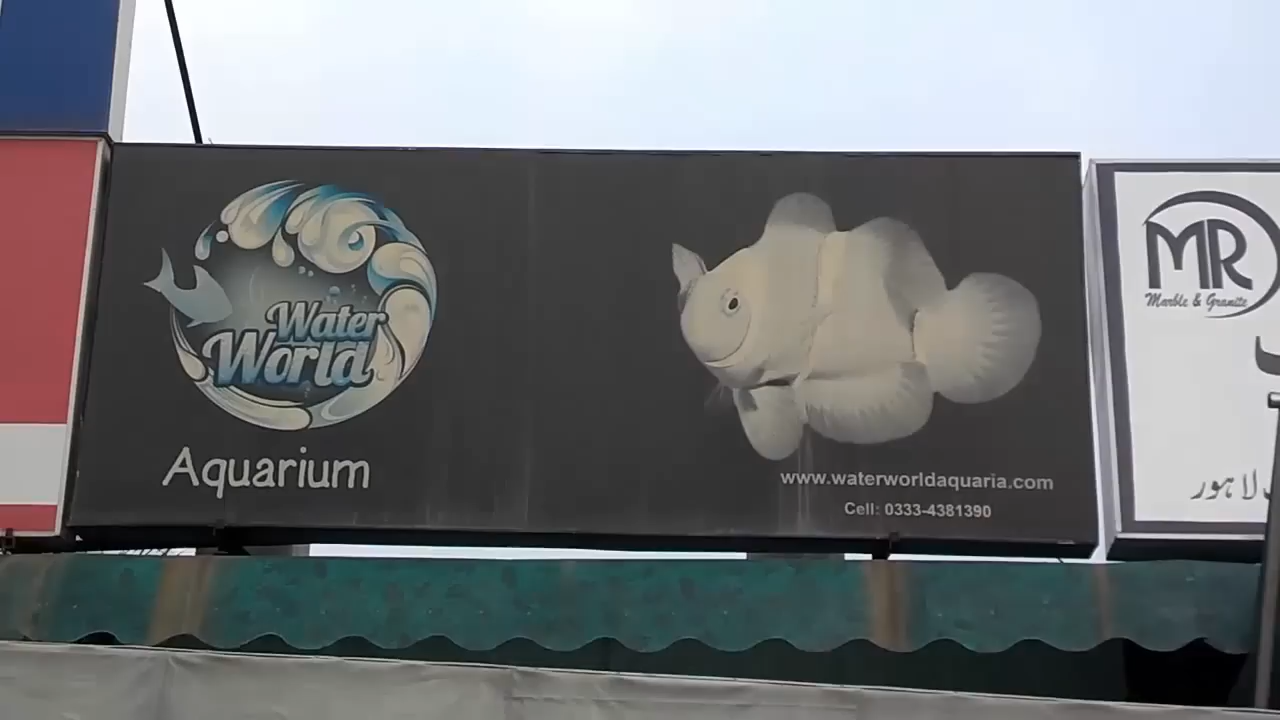 Water
World
Aquarium
www.waterworldaquaria.com
Cell: 0333-4381390
MR
Marble & Granite
لاہور